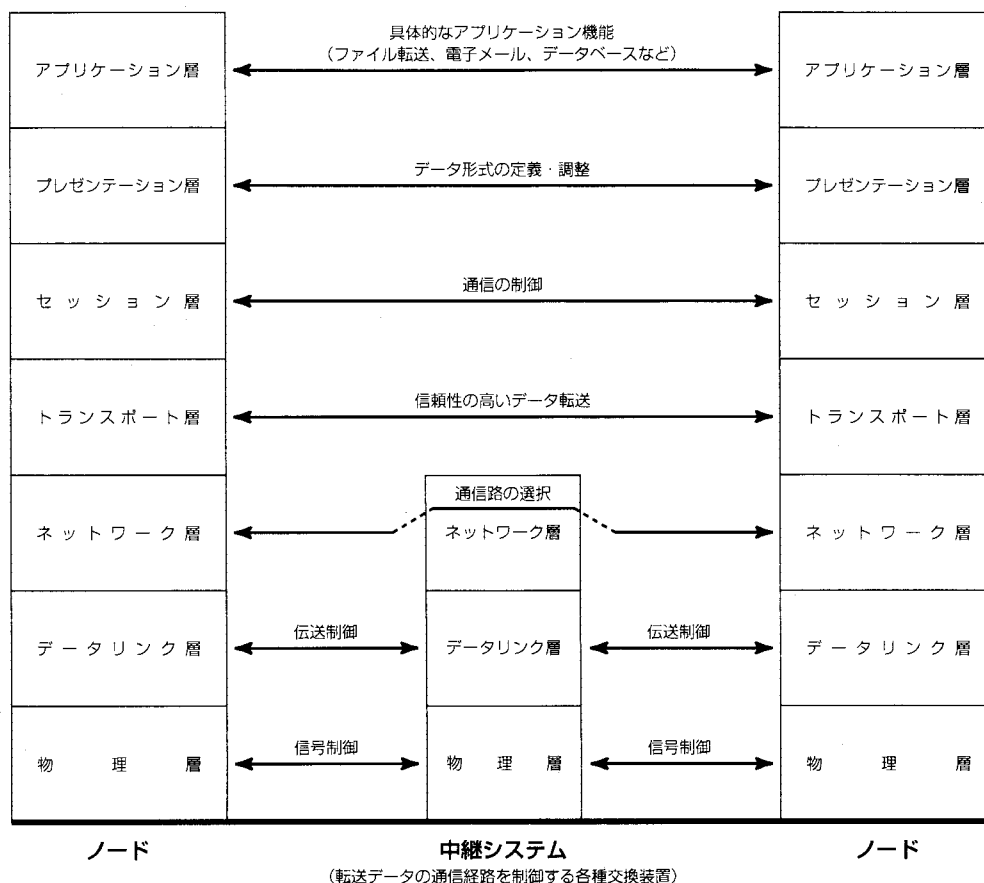 具体的なアプリケーション機能
（ファイル転送、電子メール、データベースなど）
アプリケーション層
アプリケーション層
データ形式の定義・調整
プレゼンテーション層
プレゼンテーション層
通信の制御
セッション層
セッション層
信頼性の高いデータ転送
トランスポート層
トランスポート層
通信路の選択
ネットワーク層
ネットワーク層
ネットワーク層
伝送制御
伝送制御
データリンク層
データリンク層
データリンク層
信号制御
信号制御
物理層
物理層
物理層
ノード
中継システム
ノード
（転送データの通信経路を制御する各種交換装置）